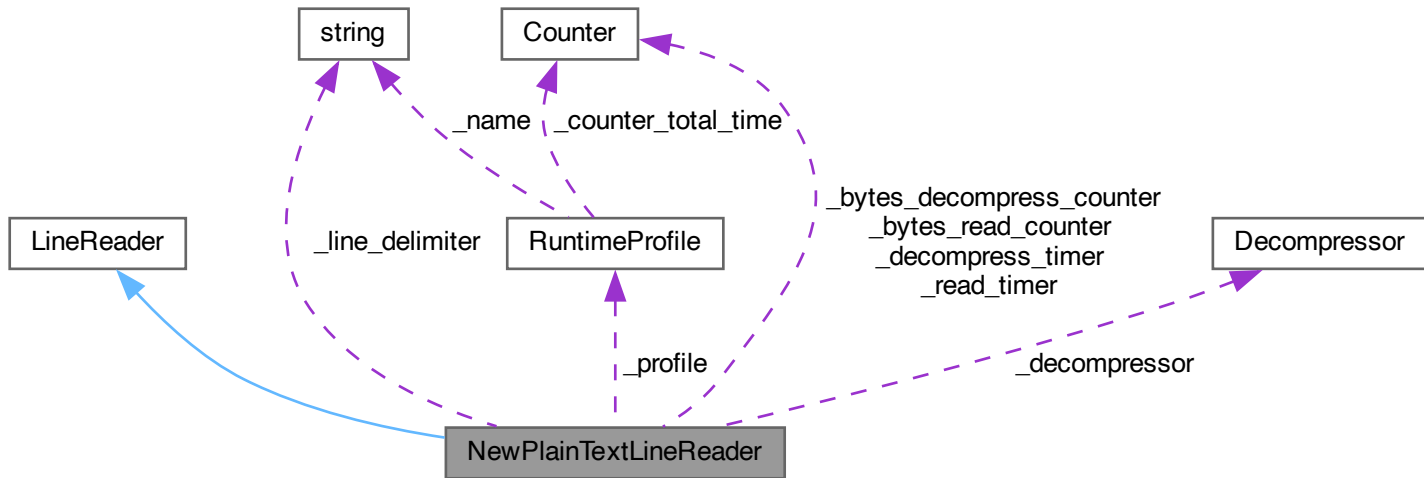 string
Counter
_name
_counter_total_time
_bytes_decompress_counter
_bytes_read_counter
_decompress_timer
_read_timer
LineReader
_line_delimiter
RuntimeProfile
Decompressor
_profile
_decompressor
NewPlainTextLineReader